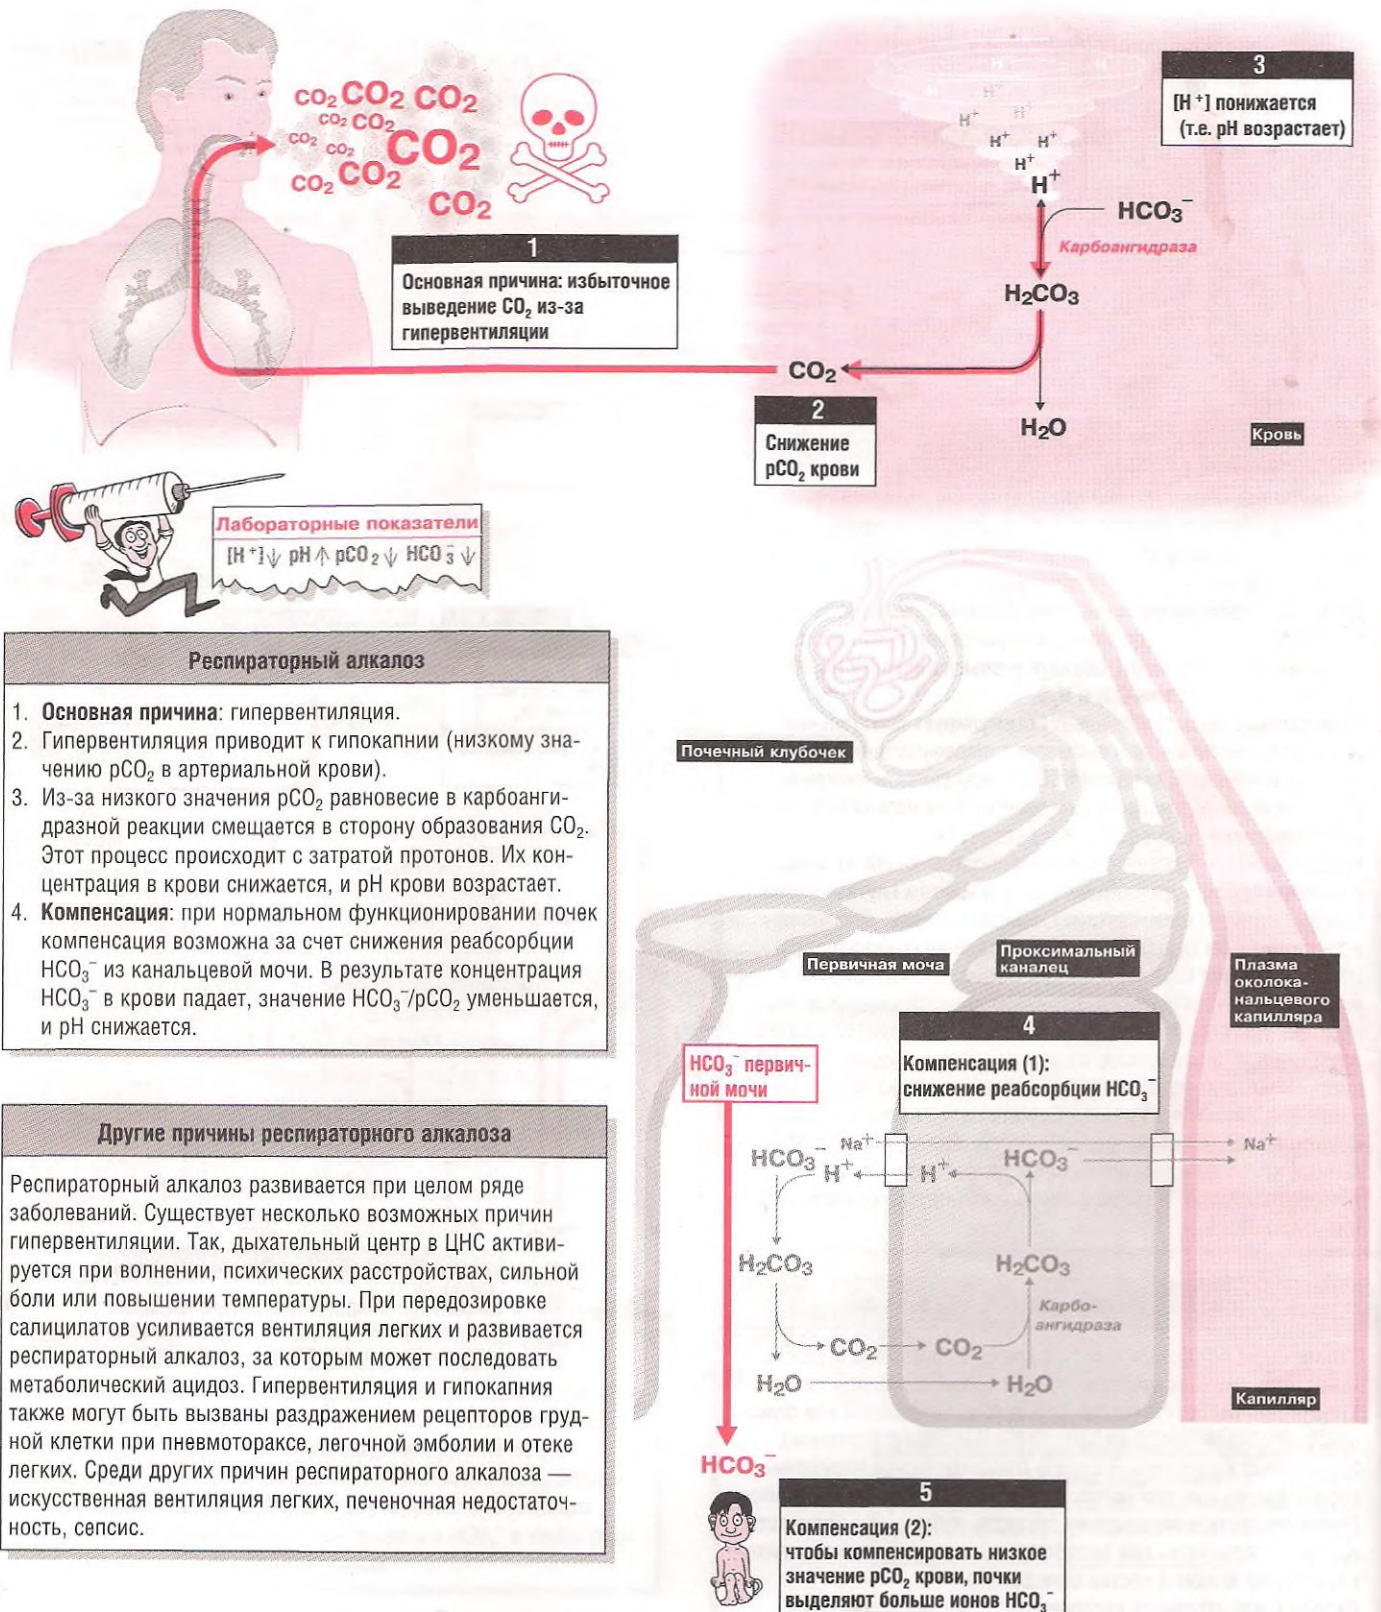 CO₂ CO₂ CO₂
CO₂ CO₂
CO₂ CO₂ CO₂
CO₂ CO₂
CO₂
1
Основная причина: избыточное
выведение CO₂ из-за
гипервентиляции
3
[H⁺] понижается
(т.е. pH возрастает)
H⁺
H⁺ H⁺
H⁺ H⁺
H⁺
H⁺
HCO₃⁻
Карбоангидраза
H₂CO₃
CO₂
H₂O
2
Снижение
pCO₂ крови
Кровь
Лабораторные показатели
[H⁺]↓ pH↑ pCO₂↓ HCO₃⁻↓
Респираторный алкалоз
1. Основная причина: гипервентиляция.
2. Гипервентиляция приводит к гипокапнии (низкому зна-
чению pCO₂ в артериальной крови).
3. Из-за низкого значения pCO₂ равновесие в карбоанги-
дразной реакции смещается в сторону образования CO₂.
Этот процесс происходит с затратой протонов. Их кон-
центрация в крови снижается, и pH крови возрастает.
4. Компенсация: при нормальном функционировании почек
компенсация возможна за счет снижения реабсорбции
HCO₃⁻ из канальцевой мочи. В результате концентрация
HCO₃⁻ в крови падает, значение HCO₃⁻/pCO₂ уменьшается,
и pH снижается.
Другие причины респираторного алкалоза
Респираторный алкалоз развивается при целом ряде
заболеваний. Существует несколько возможных причин
гипервентиляции. Так, дыхательный центр в ЦНС активи-
руется при волнении, психических расстройствах, сильной
боли или повышении температуры. При передозировке
салицилатов усиливается вентиляция легких и развивается
респираторный алкалоз, за которым может последовать
метаболический ацидоз. Гипервентиляция и гипокапния
также могут быть вызваны раздражением рецепторов груд-
ной клетки при пневмотораксе, легочной эмболии и отеке
легких. Среди других причин респираторного алкалоза —
искусственная вентиляция легких, печеночная недостаточ-
ность, сепсис.
Почечный клубочек
Первичная моча
Проксимальный
каналец
Плазма
околока-
нальцевого
капилляра
HCO₃⁻ первич-
ной мочи
4
Компенсация (1):
снижение реабсорбции HCO₃⁻
Na⁺ Na⁺
HCO₃⁻ H⁺ H⁺ HCO₃⁻
H₂CO₃ H₂CO₃
Карбо-
ангидраза
CO₂ CO₂
H₂O H₂O
Капилляр
HCO₃⁻
5
Компенсация (2):
чтобы компенсировать низкое
значение pCO₂ крови, почки
выделяют больше ионов HCO₃⁻